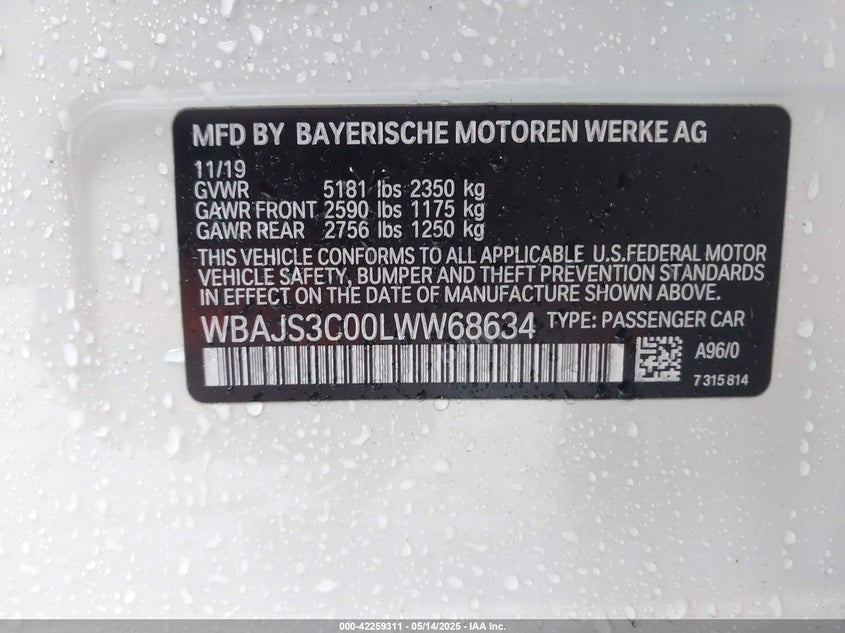 MFD BY BAYERISCHE MOTOREN WERKE AG
11/19
GVWR 5181 lbs 2350 kg
GAWR FRONT 2590 lbs 1175 kg
GAWR REAR 2756 lbs 1250 kg
THIS VEHICLE CONFORMS TO ALL APPLICABLE U.S.FEDERAL MOTOR
VEHICLE SAFETY, BUMPER AND THEFT PREVENTION STANDARDS
IN EFFECT ON THE DATE OF MANUFACTURE SHOWN ABOVE.
WBAJS3C00LWW68634 TYPE: PASSENGER CAR
A96/0
7 315 814
000-42259311 - 05/14/2025 - IAA Inc.